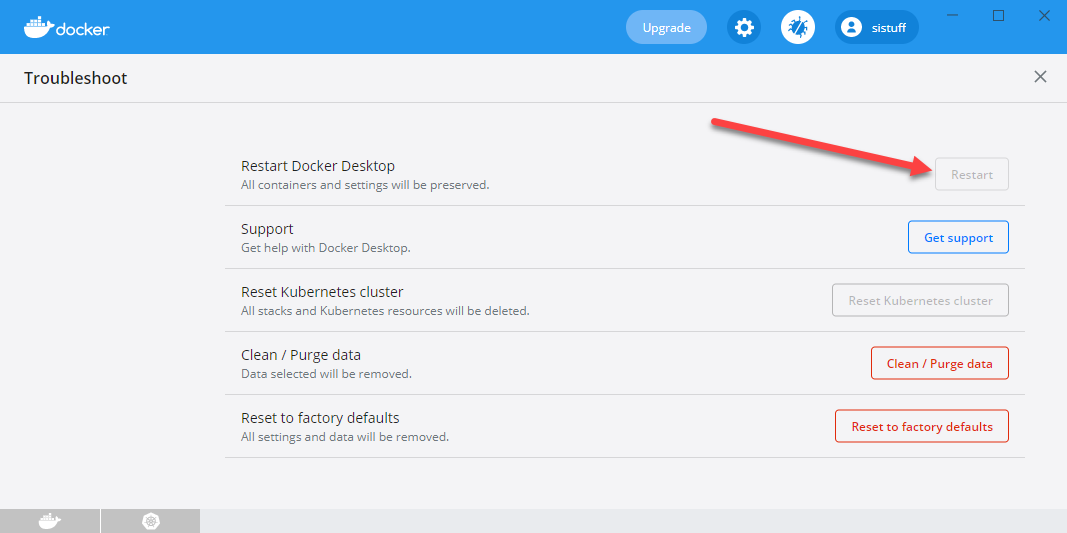 docker
Upgrade
sistuff
Troubleshoot
Restart Docker Desktop
All containers and settings will be preserved.
Restart
Support
Get help with Docker Desktop.
Get support
Reset Kubernetes cluster
All stacks and Kubernetes resources will be deleted.
Reset Kubernetes cluster
Clean / Purge data
Data selected will be removed.
Clean / Purge data
Reset to factory defaults
All settings and data will be removed.
Reset to factory defaults